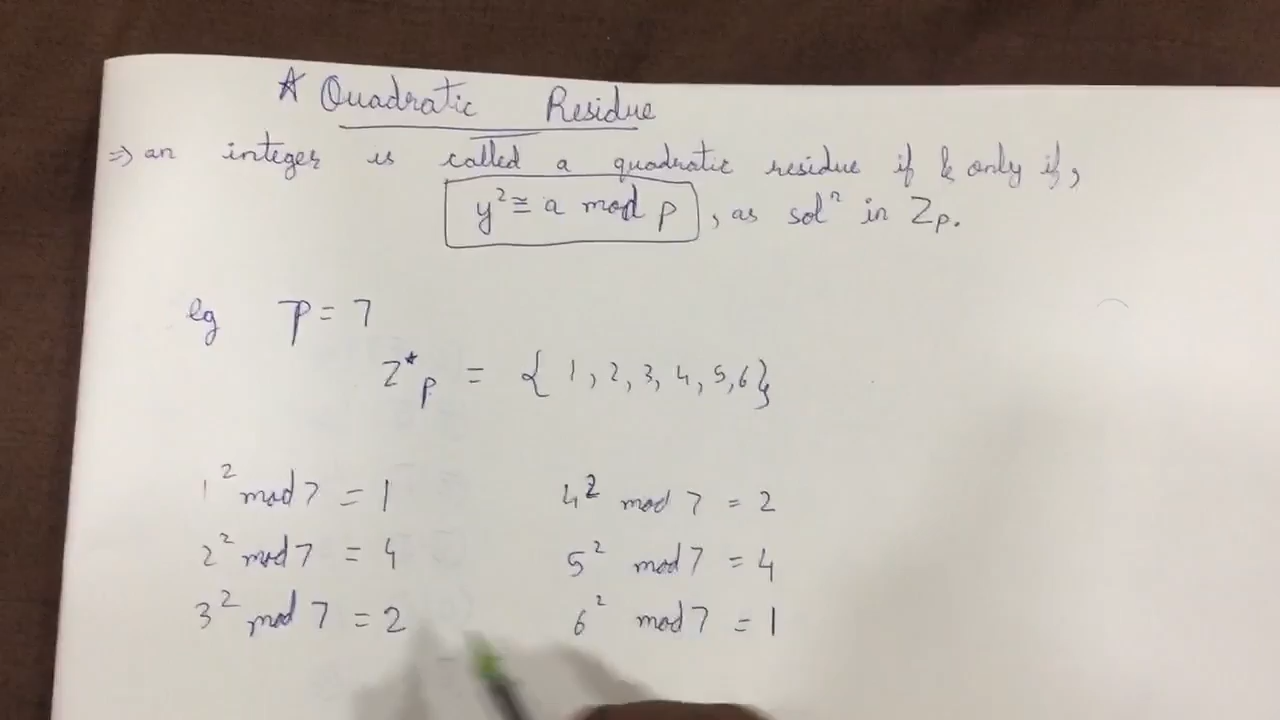 ☆ Quadratic Residue
⇒ an integer is called a quadratic residue if & only if,
y² ≅ a mod p, as solⁿ in Zp.
eg p = 7
Z*p = { 1, 2, 3, 4, 5, 6}
1² mod 7 = 1
2² mod 7 = 4
3² mod 7 = 2
4² mod 7 = 2
5² mod 7 = 4
6² mod 7 = 1